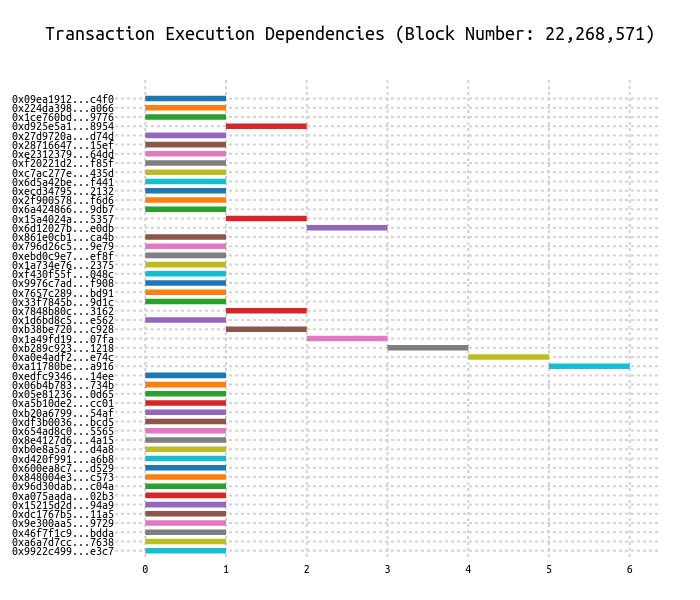 Transaction Execution Dependencies (Block Number: 22,268,571)
0x09ea1912...c4f0
0x224da398...a066
0x1ce760bd...9776
0xd925e5a1...8954
0x27d9720a...d74d
0x28716647...15ef
0xe2312379...64dd
0xf20221d2...f85f
0xc7ac277e...435d
0x6d5a42be...f441
0xecd34795...2132
0x2f900578...f6d6
0x6a424866...9db7
0x15a4024a...5357
0x6d12027b...e0db
0x861e0cb1...ca4b
0x796d26c5...9e79
0xebd0c9e7...ef8f
0x1a734e76...2375
0xf430f55f...048c
0x9976c7ad...f908
0x7657c289...bd91
0x33f7845b...9d1c
0x7848b80c...3162
0x1d6bd8c5...e562
0xb38be720...c928
0x1a49fd19...07fa
0xb289c923...1218
0xa0e4adf2...e74c
0xa11780be...a916
0xedfc9346...14ee
0x06b4b783...734b
0x05e81236...0d65
0xa5b10de2...cc01
0xb20a6799...54af
0xdf3b0036...bcd5
0x654ad8c0...5565
0x8e4127d6...4a15
0xb0e8a5a7...d4a8
0xd420f991...a6b8
0x600ea8c7...d529
0x848004e3...c573
0x96d30dab...c04a
0xa075aada...02b3
0x15215d2d...94a9
0xdc1767b5...11a5
0x9e300aa5...9729
0x46f7f1c9...bdda
0xa6a7d7cc...7638
0x9922c499...e3c7
0 1 2 3 4 5 6